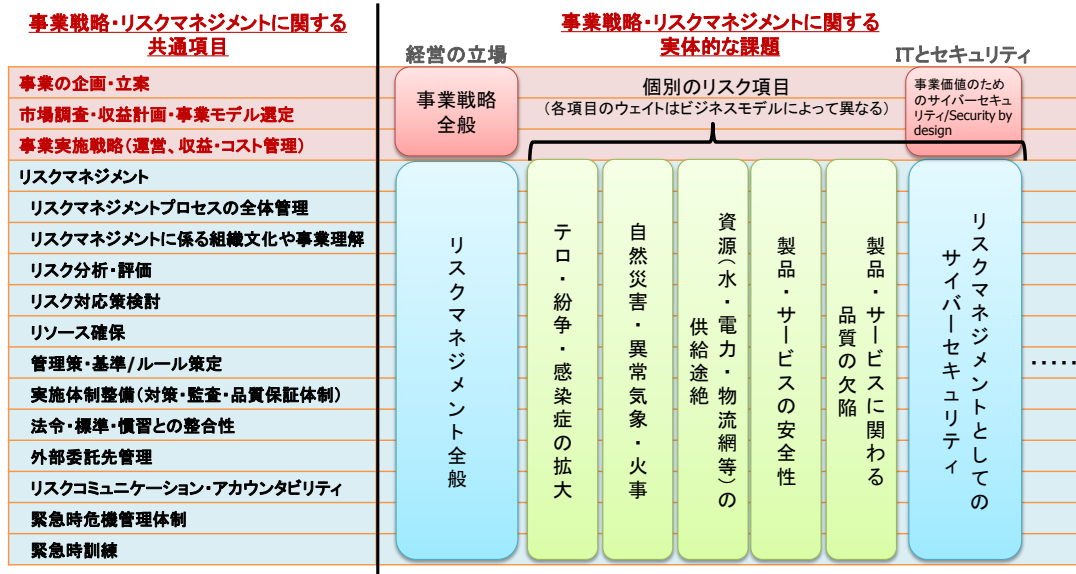 事業戦略・リスクマネジメントに関する
共通項目
事業の企画・立案
市場調査・収益計画・事業モデル選定
事業実施戦略(運営、収益・コスト管理)
リスクマネジメント
リスクマネジメントプロセスの全体管理
リスクマネジメントに係る組織文化や事業理解
リスク分析・評価
リスク対応策検討
リソース確保
管理策・基準/ルール策定
実施体制整備(対策・監査・品質保証体制)
法令・標準・慣習との整合性
外部委託先管理
リスクコミュニケーション・アカウンタビリティ
緊急時危機管理体制
緊急時訓練
事業戦略・リスクマネジメントに関する
実体的な課題
経営の立場
ITとセキュリティ
事業戦略
全般
個別のリスク項目
(各項目のウェイトはビジネスモデルによって異なる)
事業価値のため
のサイバーセキュ
リティ/Security by
design
リスクマネジメント全般
テロ・紛争・感染症の拡大
自然災害・異常気象・火事
資源(水・電力・物流網等)の
供給途絶
製品・サービスの安全性
製品・サービスに関わる
品質の欠陥
リスクマネジメントとしての
サイバーセキュリティ
……